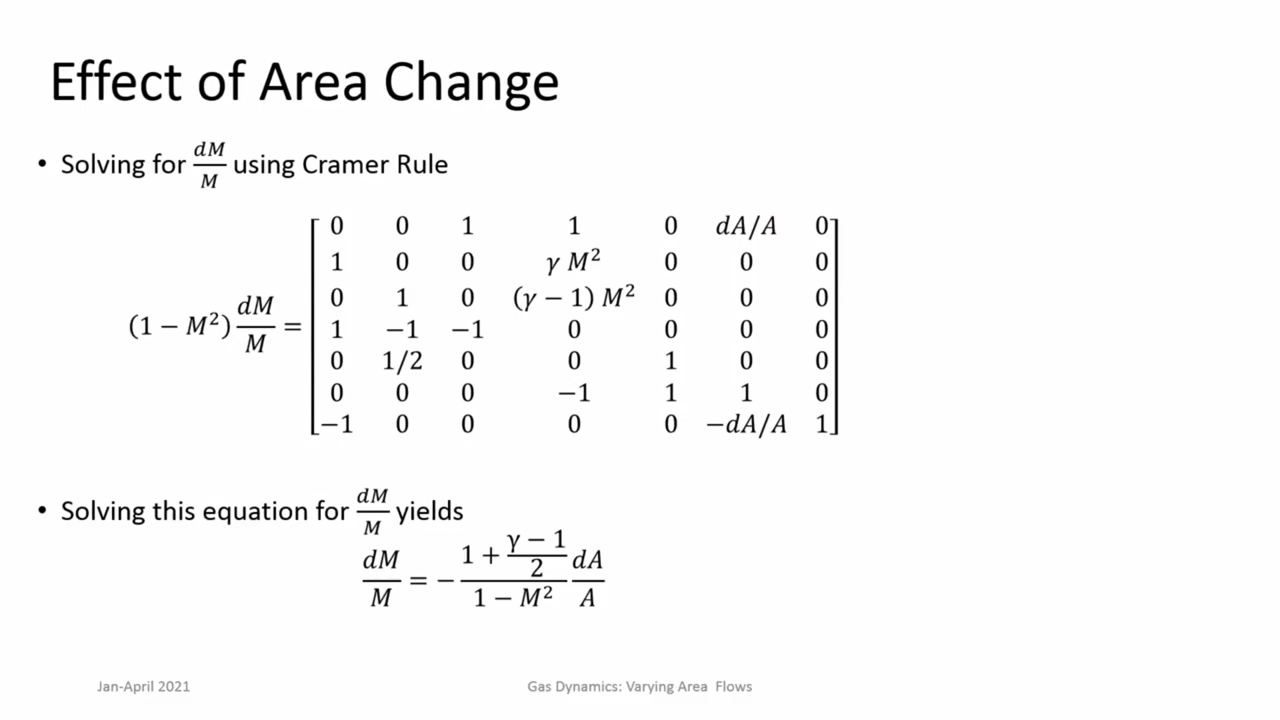 Effect of Area Change
• Solving for dM/M using Cramer Rule
0 0 1 1 0 dA/A 0
1 0 0 γ M² 0 0 0
0 1 0 (γ − 1) M² 0 0 0
(1 − M²) dM/M = 1 −1 −1 0 0 0 0
0 1/2 0 0 1 0 0
0 0 0 −1 1 1 0
−1 0 0 0 0 −dA/A 1
• Solving this equation for dM/M yields
dM/M = − (1 + (γ − 1)/2)/(1 − M²) dA/A
Jan-April 2021
Gas Dynamics: Varying Area Flows